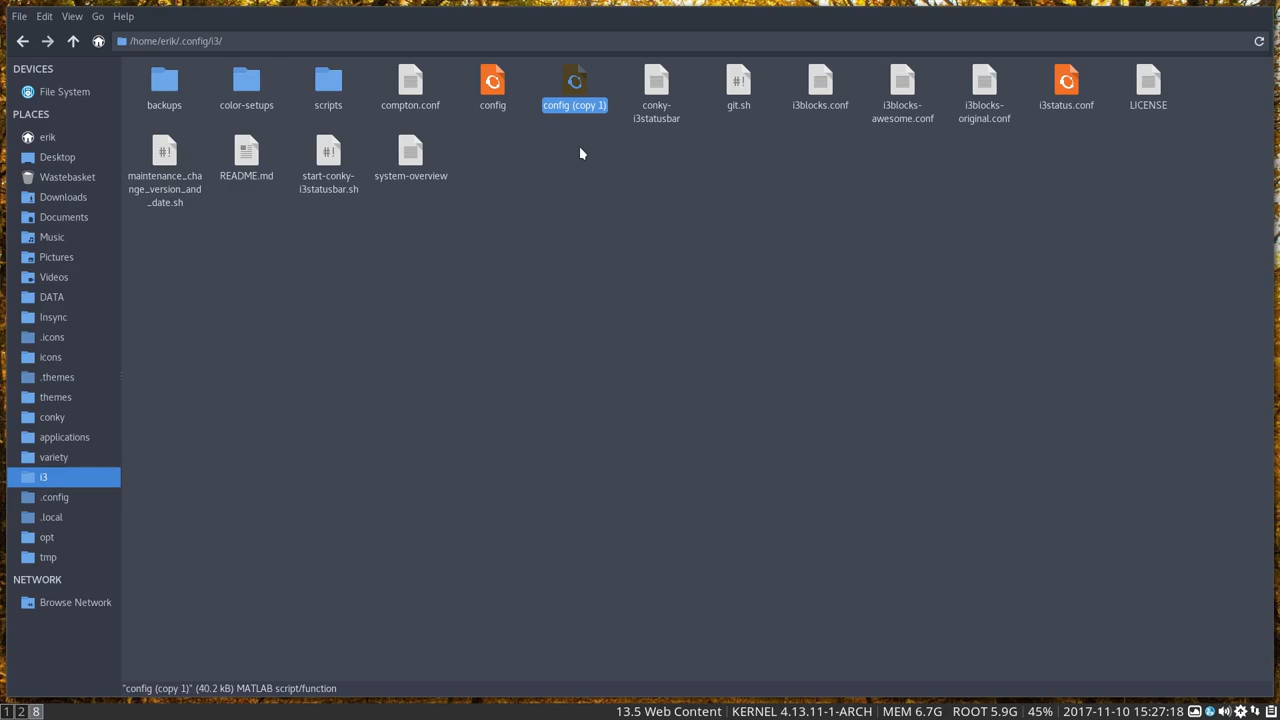 File Edit View Go Help
/home/erik/.config/i3/
DEVICES
File System
PLACES
erik
Desktop
Wastebasket
Downloads
Documents
Music
Pictures
Videos
DATA
Insync
.icons
icons
.themes
themes
conky
applications
variety
i3
.config
.local
opt
tmp
NETWORK
Browse Network
backups
color-setups
scripts
compton.conf
config
config (copy 1)
conky-
i3statusbar
#!
git.sh
i3blocks.conf
i3blocks-
awesome.conf
i3blocks-
original.conf
i3status.conf
LICENSE
#!
maintenance_cha
nge_version_and
_date.sh
README.md
#!
start-conky-
i3statusbar.sh
system-overview
"config (copy 1)" (40.2 kB) MATLAB script/function
1 2 8
13.5 Web Content KERNEL 4.13.11-1-ARCH MEM 6.7G ROOT 5.9G 45% 2017-11-10 15:27:18